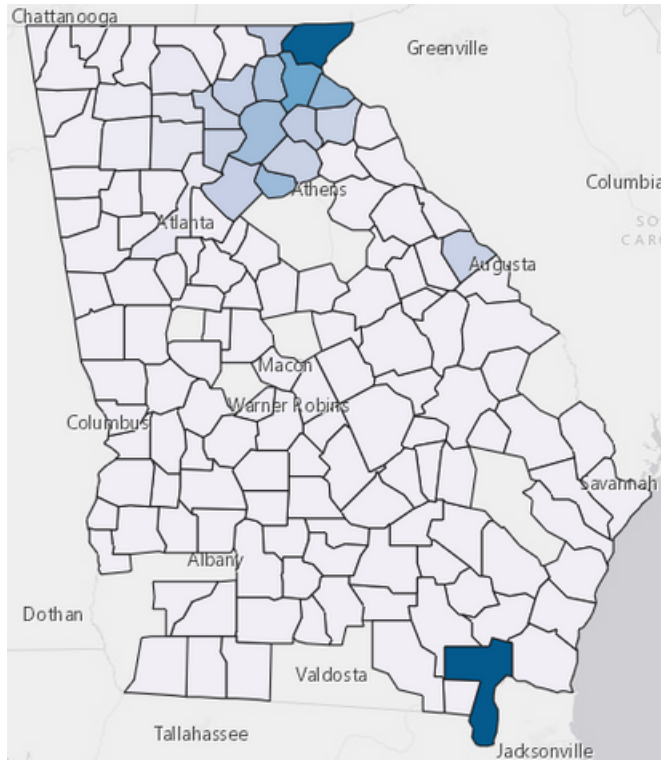 Chattanooga
Greenville
Columbia
SO
CARO
Athens
Atlanta
Augusta
Macon
Warner Robins
Columbus
Savannah
Albany
Dothan
Valdosta
Tallahassee
Jacksonville